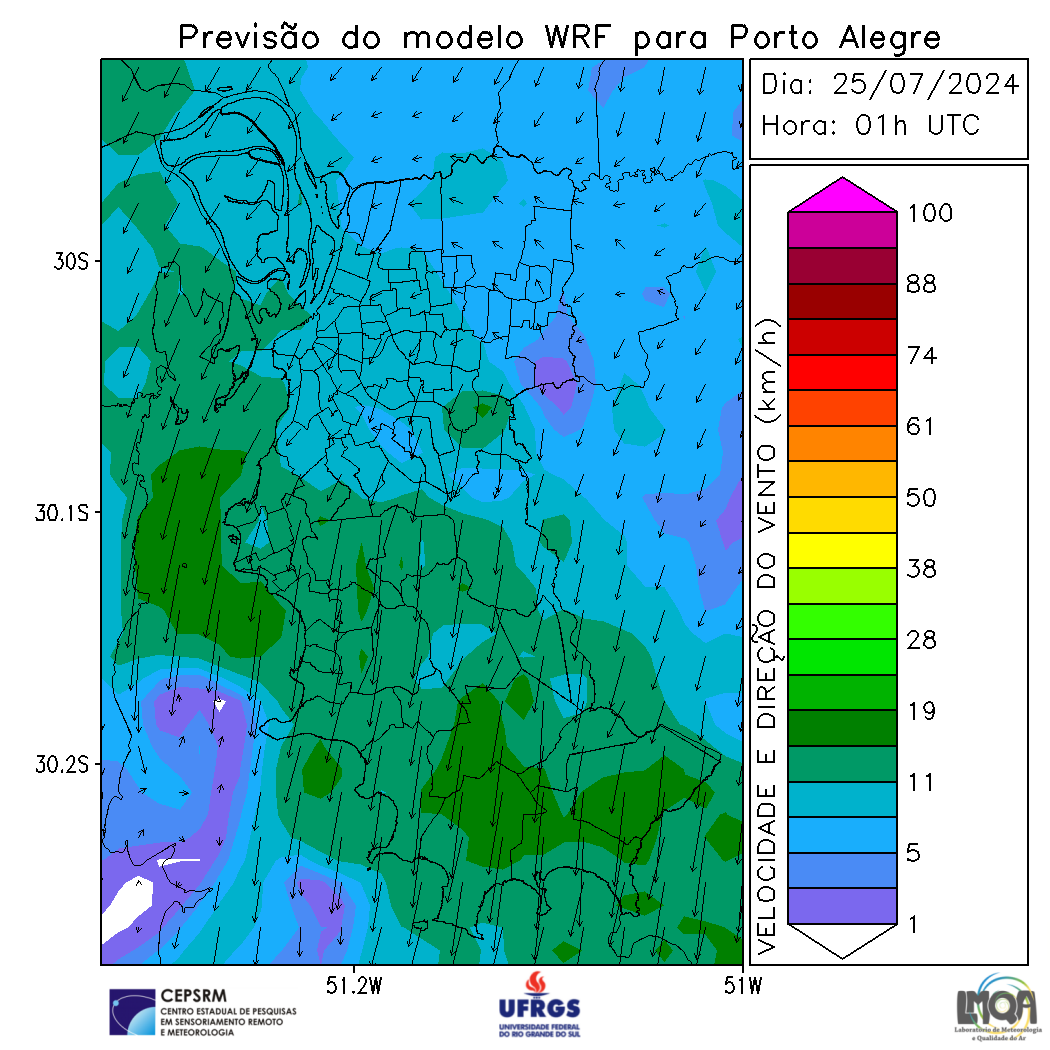 Previsão do modelo WRF para Porto Alegre
Dia: 25/07/2024
Hora: 01h UTC
30S
30.1S
30.2S
51.2W
51W
VELOCIDADE E DIREÇÃO DO VENTO (km/h)
100
88
74
61
50
38
28
19
11
5
1
CEPSRM
CENTRO ESTADUAL DE PESQUISAS
EM SENSORIAMENTO REMOTO
E METEOROLOGIA
UFRGS
UNIVERSIDADE FEDERAL
DO RIO GRANDE DO SUL
LMQA
Laboratório de Meteorologia
e Qualidade do Ar